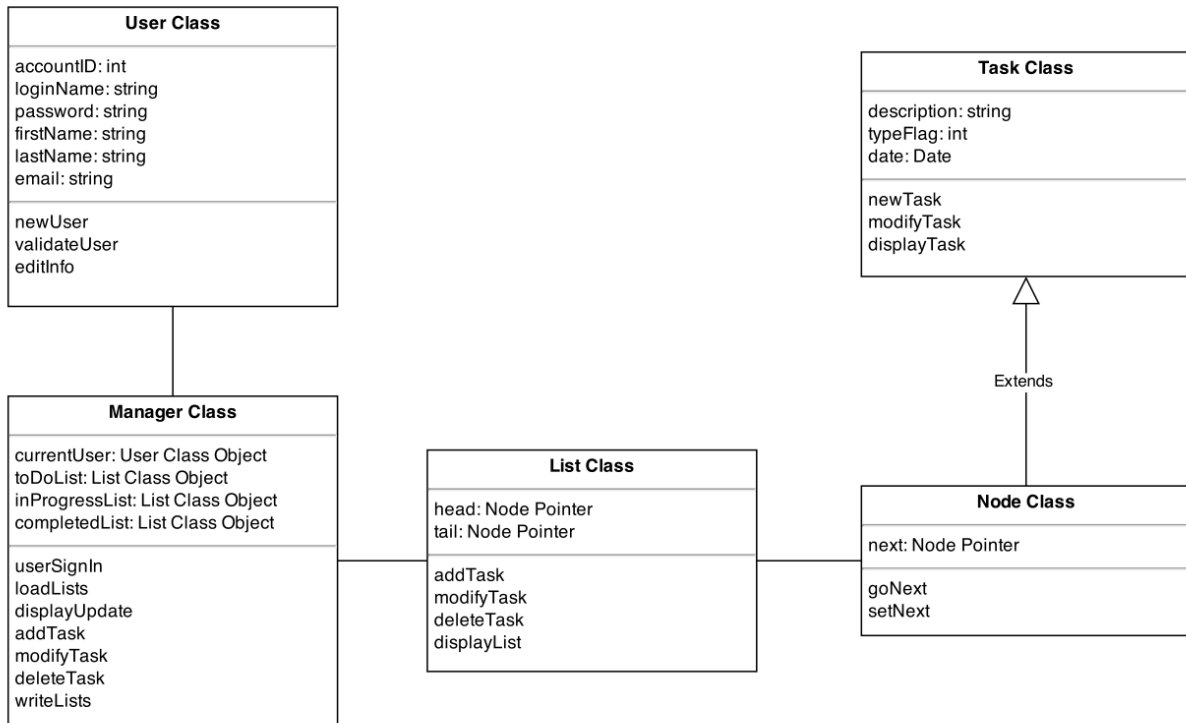 User Class
accountID: int
loginName: string
password: string
firstName: string
lastName: string
email: string
newUser
validateUser
editInfo
Task Class
description: string
typeFlag: int
date: Date
newTask
modifyTask
displayTask
Extends
Manager Class
currentUser: User Class Object
toDoList: List Class Object
inProgressList: List Class Object
completedList: List Class Object
userSignIn
loadLists
displayUpdate
addTask
modifyTask
deleteTask
writeLists
List Class
head: Node Pointer
tail: Node Pointer
addTask
modifyTask
deleteTask
displayList
Node Class
next: Node Pointer
goNext
setNext